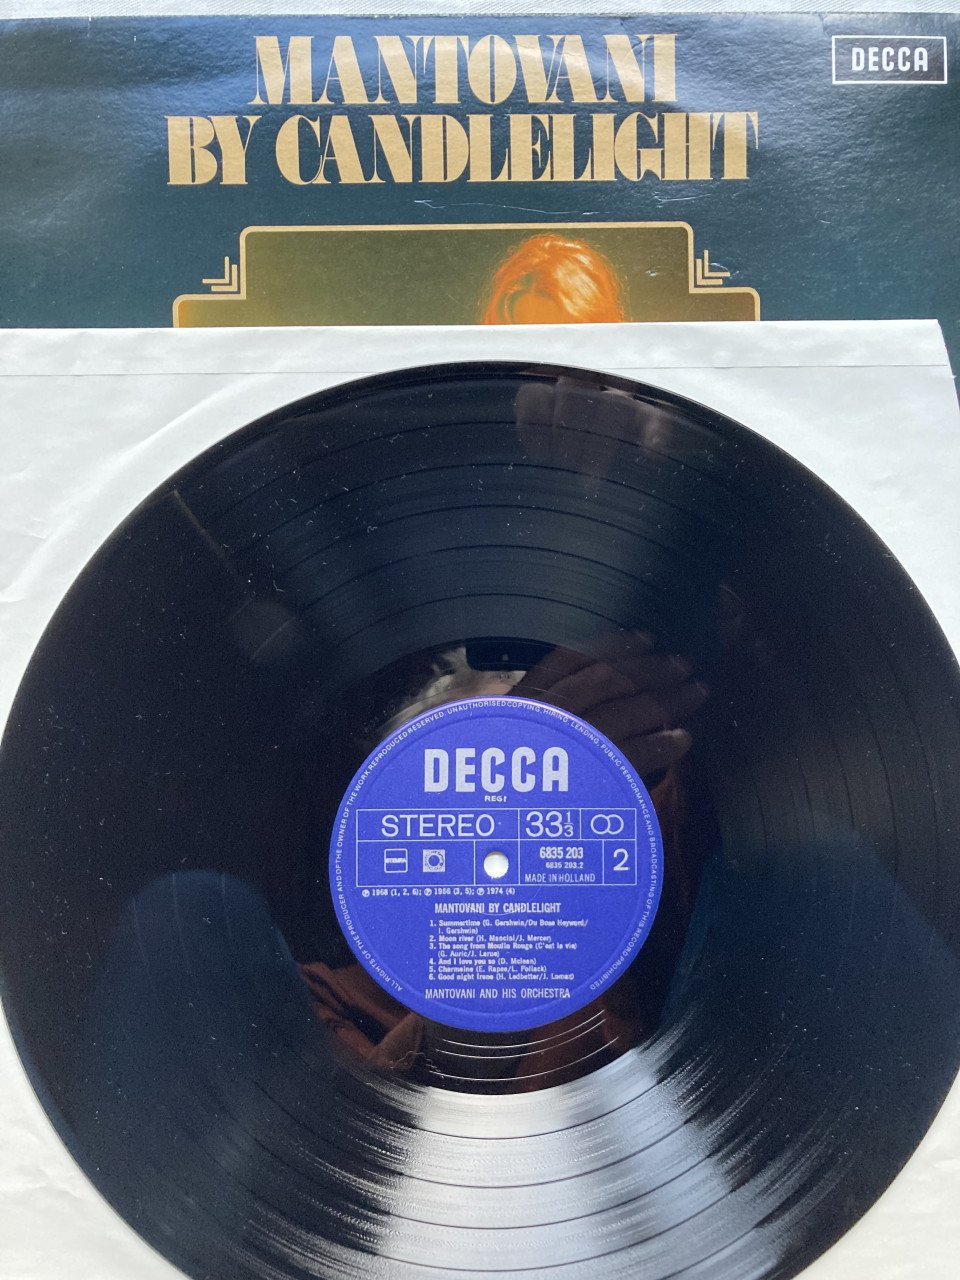 MANTOVANI
BY CANDLELIGHT
DECCA
ALL RIGHTS OF THE PRODUCER AND OF THE OWNER OF THE WORK REPRODUCED RESERVED. UNAUTHORISED COPYING, HIRING, LENDING, PUBLIC PERFORMANCE AND BROADCASTING OF THIS RECORD PROHIBITED
DECCA
STEREO 33 1/3
STEMRA 6835 203
6835 203.2
MADE IN HOLLAND
2
℗ 1968 (1, 2, 6); ℗ 1966 (3, 5); ℗ 1974 (4)
MANTOVANI BY CANDLELIGHT
1. Summertime (G. Gershwin/Du Bose Heyward/
I. Gershwin)
2. Moon river (H. Mancini/J. Mercer)
3. The song from Moulin Rouge (C'est la vie)
(G. Auric/J. Larue)
4. And I love you so (D. Mclean)
5. Charmaine (E. Rapee/L. Pollack)
6. Good night Irene (H. Ledbetter/J. Lomax)
MANTOVANI AND HIS ORCHESTRA